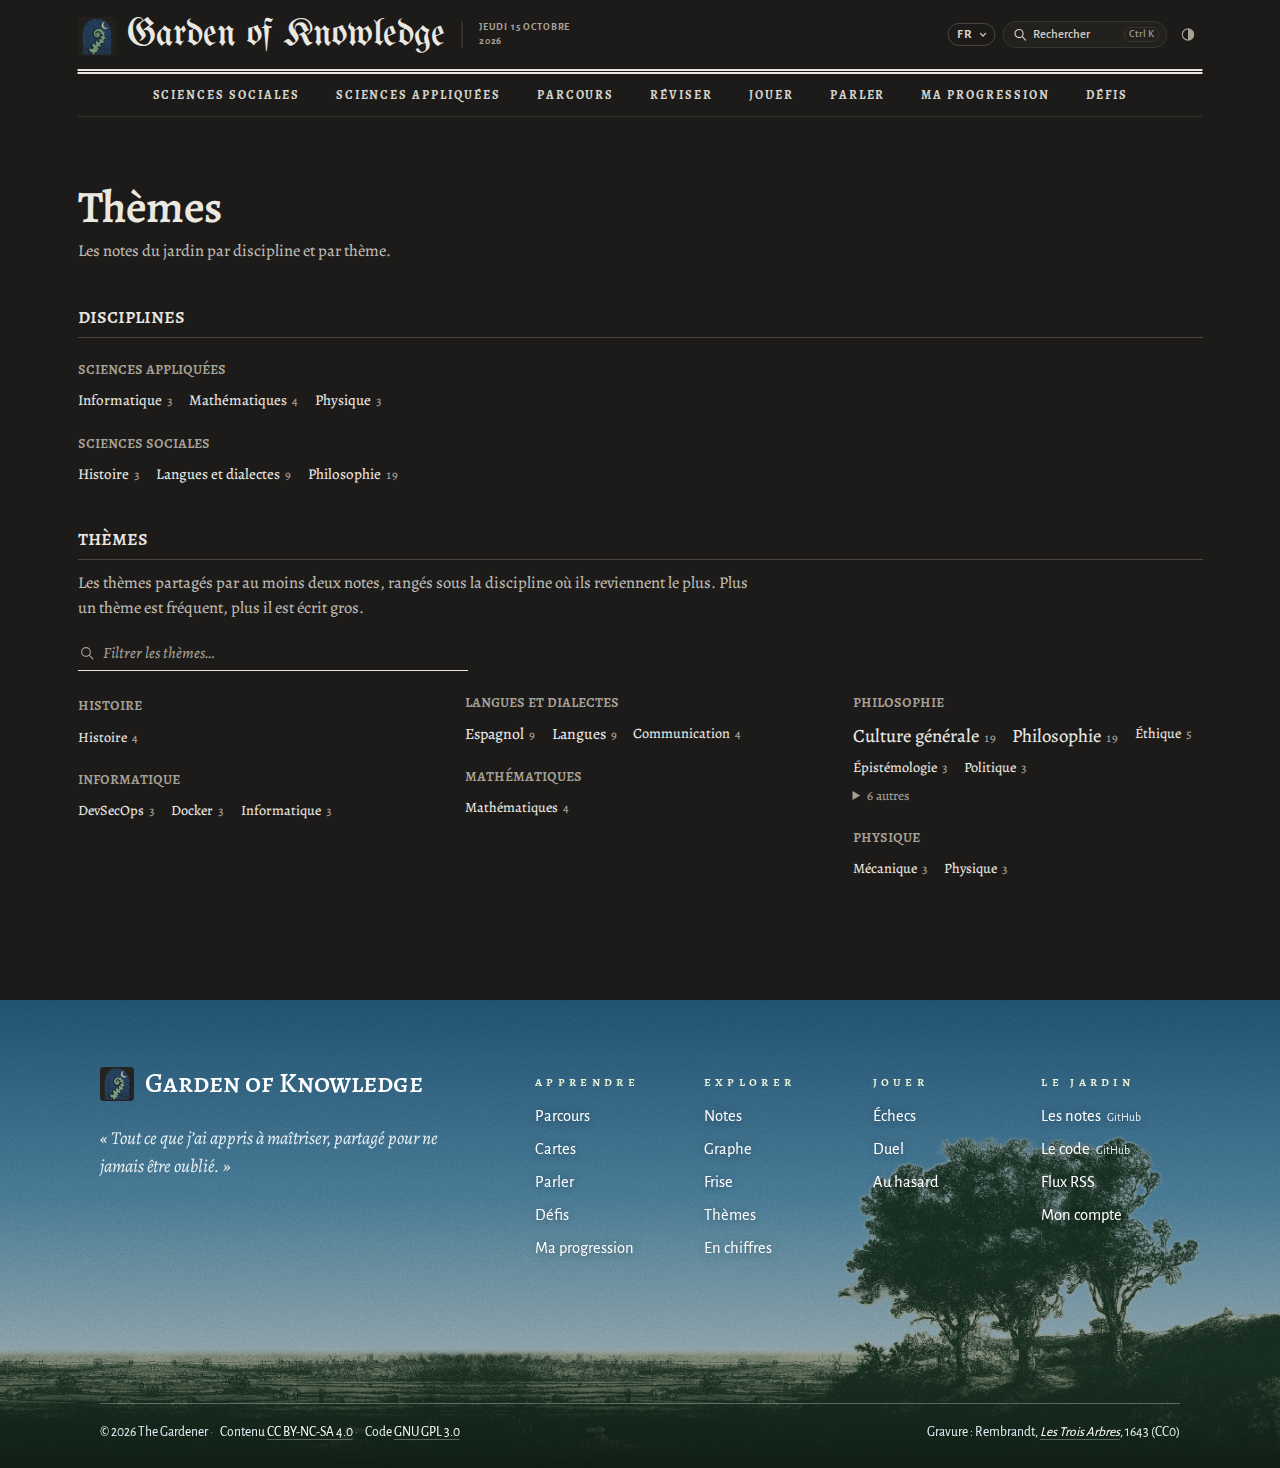 Garden of Knowledge
JEUDI 15 OCTOBRE
2026
FR
Rechercher
Ctrl K
SCIENCES SOCIALES
SCIENCES APPLIQUÉES
PARCOURS
RÉVISER
JOUER
PARLER
MA PROGRESSION
DÉFIS
Thèmes
Les notes du jardin par discipline et par thème.
DISCIPLINES
SCIENCES APPLIQUÉES
Informatique 3 Mathématiques 4 Physique 3
SCIENCES SOCIALES
Histoire 3 Langues et dialectes 9 Philosophie 19
THÈMES
Les thèmes partagés par au moins deux notes, rangés sous la discipline où ils reviennent le plus. Plus
un thème est fréquent, plus il est écrit gros.
Filtrer les thèmes...
HISTOIRE
Histoire 4
INFORMATIQUE
DevSecOps 3 Docker 3 Informatique 3
LANGUES ET DIALECTES
Espagnol 9 Langues 9 Communication 4
MATHÉMATIQUES
Mathématiques 4
PHILOSOPHIE
Culture générale 19 Philosophie 19 Éthique 5
Épistémologie 3 Politique 3
6 autres
PHYSIQUE
Mécanique 3 Physique 3
Garden of Knowledge
« Tout ce que j'ai appris à maîtriser, partagé pour ne
jamais être oublié. »
APPRENDRE
Parcours
Cartes
Parler
Défis
Ma progression
EXPLORER
Notes
Graphe
Frise
Thèmes
En chiffres
JOUER
Échecs
Duel
Au hasard
LE JARDIN
Les notes GitHub
Le code GitHub
Flux RSS
Mon compte
© 2026 The Gardener · Contenu CC BY-NC-SA 4.0 · Code GNU GPL 3.0
Gravure : Rembrandt, Les Trois Arbres, 1643 (CC0)